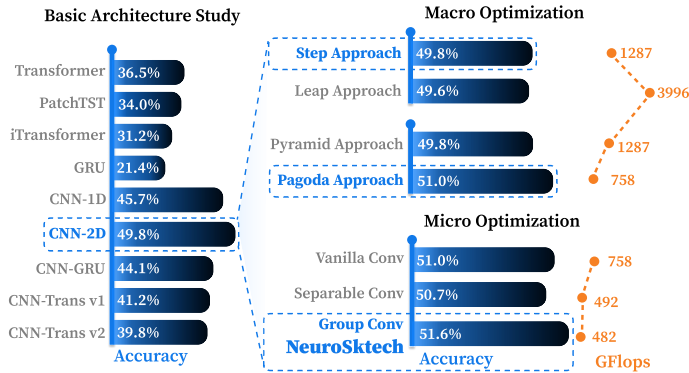 Basic Architecture Study
Transformer 36.5%
PatchTST 34.0%
iTransformer 31.2%
GRU 21.4%
CNN-1D 45.7%
CNN-2D 49.8%
CNN-GRU 44.1%
CNN-Trans v1 41.2%
CNN-Trans v2 39.8%
Accuracy
Macro Optimization
Step Approach 49.8% 1287
Leap Approach 49.6% 3996
Pyramid Approach 49.8% 1287
Pagoda Approach 51.0% 758
Micro Optimization
Vanilla Conv 51.0% 758
Separable Conv 50.7% 492
Group Conv
NeuroSktech 51.6% 482
Accuracy
GFlops